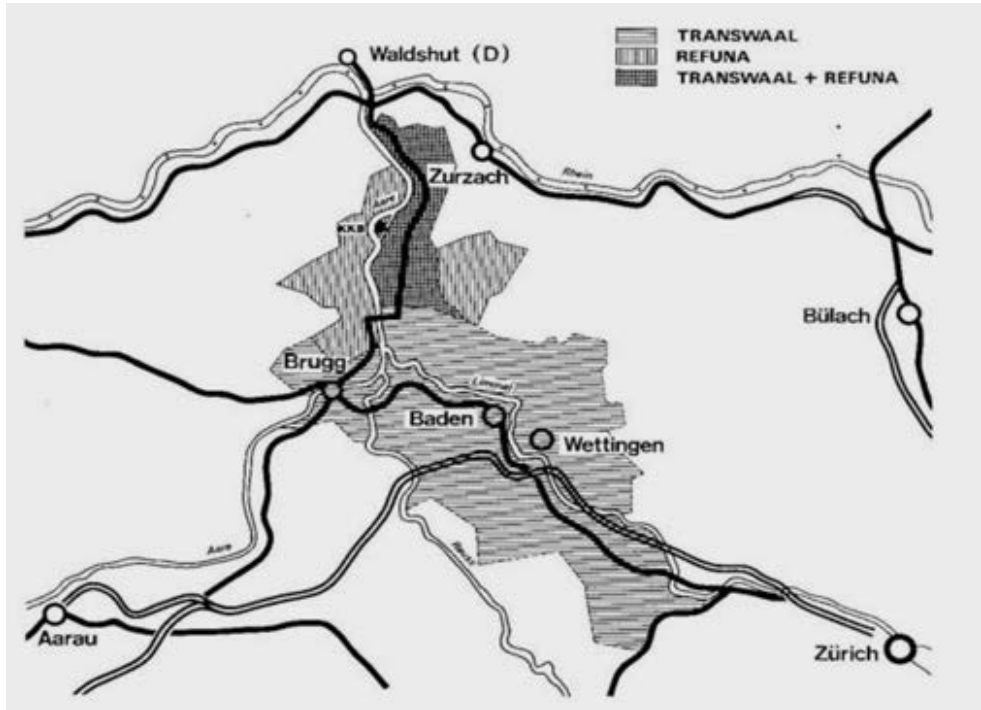 TRANSWAAL
REFUNA
TRANSWAAL + REFUNA
Waldshut (D)
Zurzach
Rhein
Aare
KKB
Bülach
Brugg
Limmat
Baden
Wettingen
Aare
Reuss
Aarau
Zürich